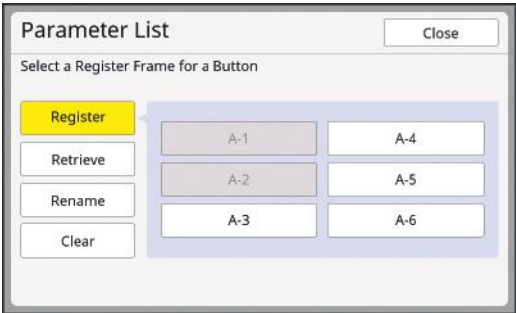 Parameter List
Close
Select a Register Frame for a Button
Register
A-1
A-4
Retrieve
A-2
A-5
Rename
A-3
A-6
Clear